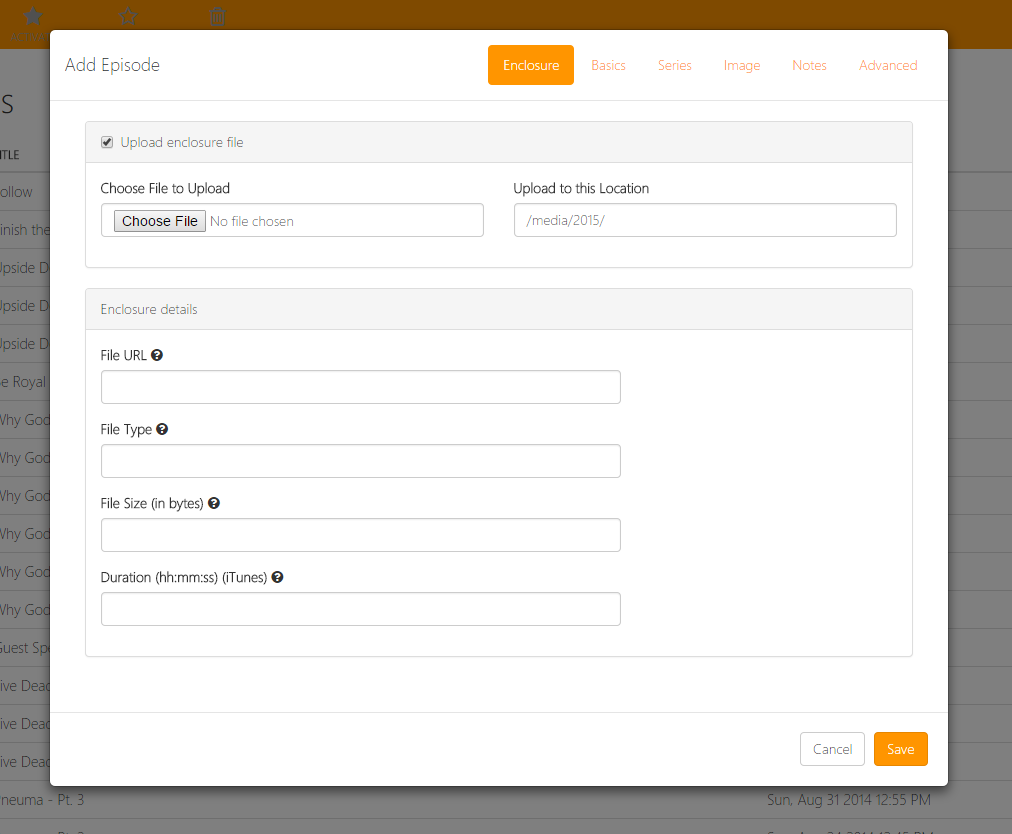 Add Episode
Enclosure Basics Series Image Notes Advanced
Upload enclosure file
Choose File to Upload
Upload to this Location
Choose File No file chosen
/media/2015/
Enclosure details
File URL
File Type
File Size (in bytes)
Duration (hh:mm:ss) (iTunes)
Cancel Save
S
TLE
ollow
inish the
Upside D
Upside D
Upside D
e Royal
Why God
Why God
Why God
Why God
Why God
Why God
Guest Spe
ive Dead
ive Dead
ive Dead
neuma - Pt. 3
Sun, Aug 31 2014 12:55 PM